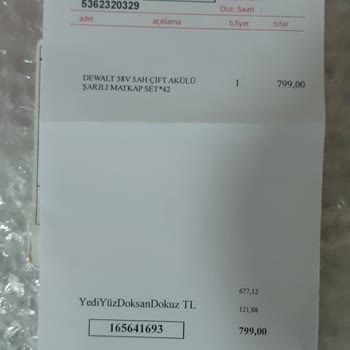 5362320329
Düz. Saati :
adet açıklama b.fiyat tutar
DEWALT 58V 5AH ÇİFT AKÜLÜ
ŞARJLI MATKAP SET*42 1 799,00
677,12
YediYüzDoksanDokuz TL 121,88
165641693 799,00